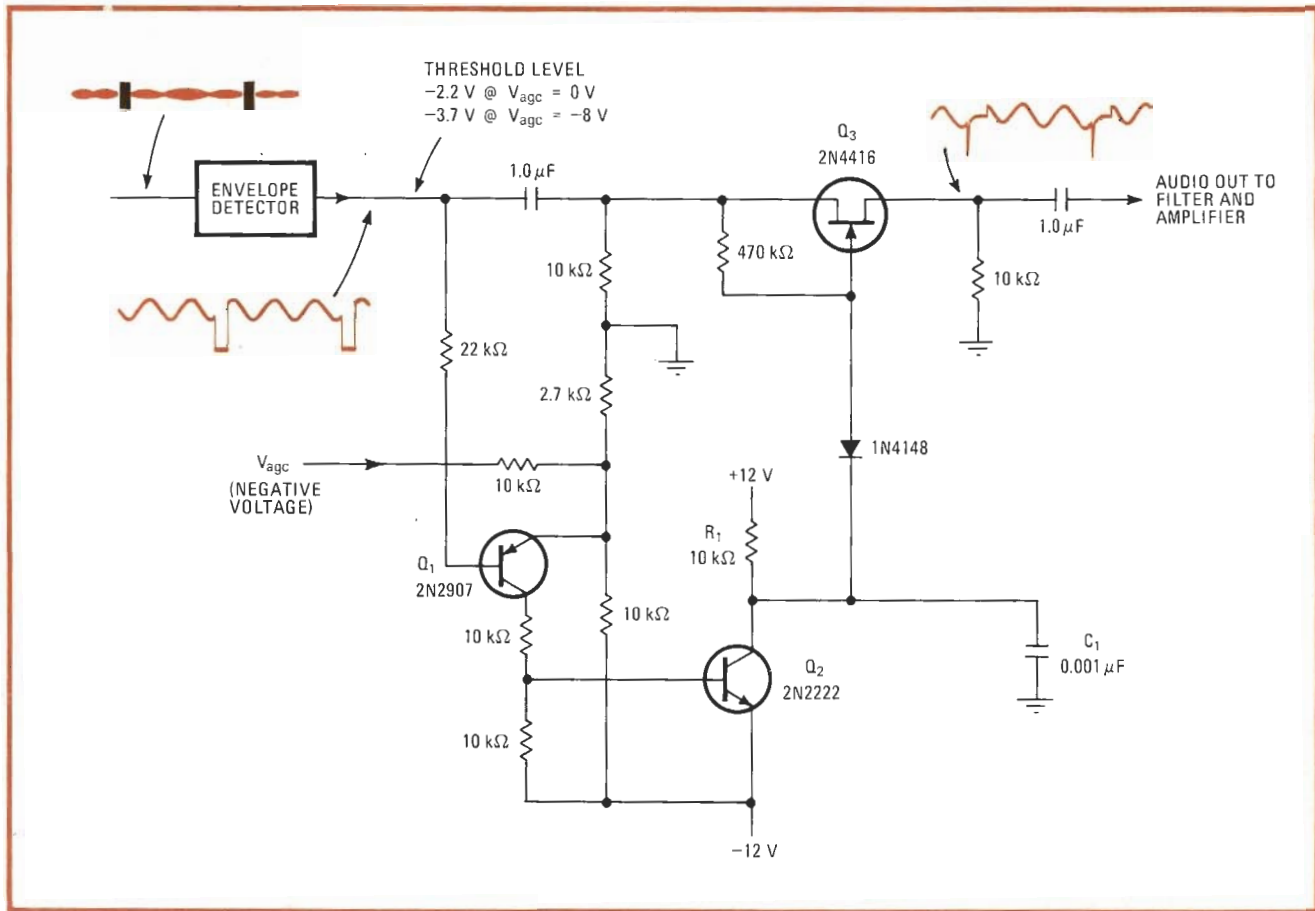 THRESHOLD LEVEL
−2.2 V @ Vagc = 0 V
−3.7 V @ Vagc = −8 V
ENVELOPE
DETECTOR
1.0 μF
Q3
2N4416
AUDIO OUT TO
FILTER AND
AMPLIFIER
1.0 μF
10 kΩ
470 kΩ
10 kΩ
22 kΩ
2.7 kΩ
Vagc
(NEGATIVE
VOLTAGE)
10 kΩ
1N4148
+12 V
R1
10 kΩ
Q1
2N2907
10 kΩ
10 kΩ
Q2
2N2222
C1
0.001 μF
10 kΩ
−12 V